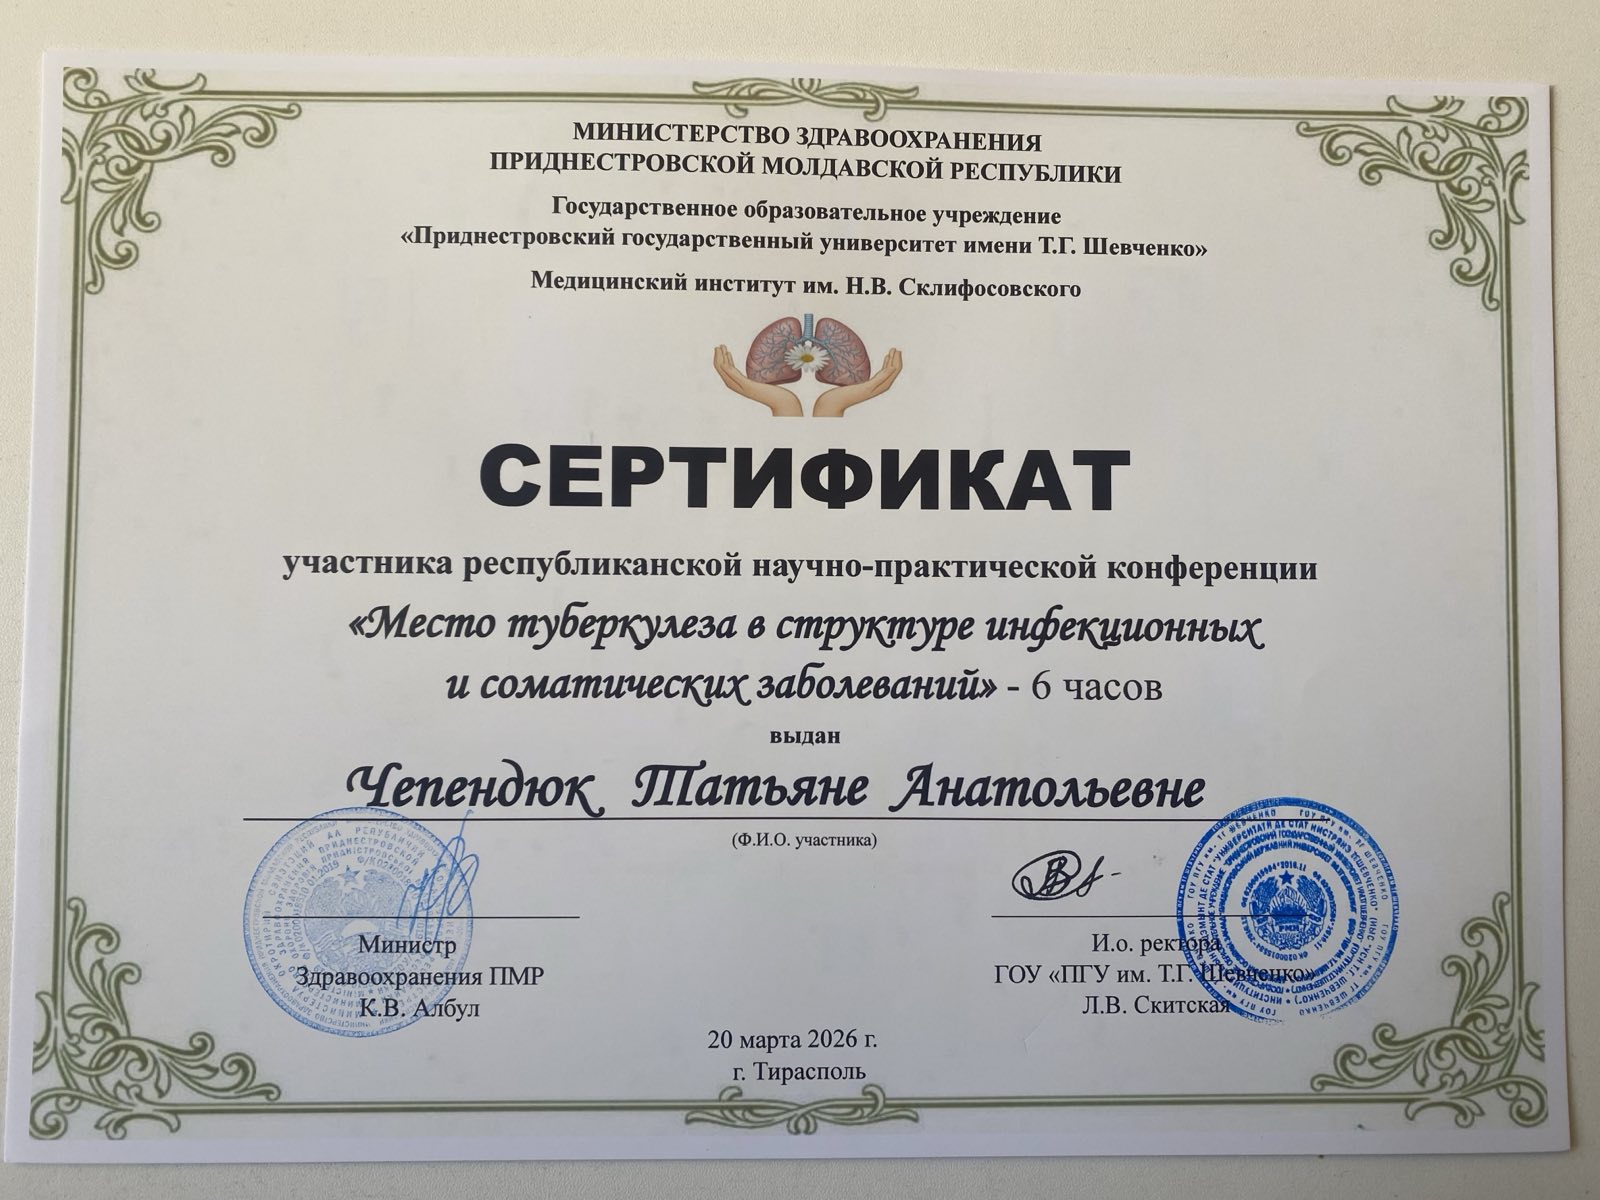 МИНИСТЕРСТВО ЗДРАВООХРАНЕНИЯ
ПРИДНЕСТРОВСКОЙ МОЛДАВСКОЙ РЕСПУБЛИКИ
Государственное образовательное учреждение
«Приднестровский государственный университет имени Т.Г. Шевченко»
Медицинский институт им. Н.В. Склифосовского
СЕРТИФИКАТ
участника республиканской научно-практической конференции
«Место туберкулеза в структуре инфекционных
и соматических заболеваний» - 6 часов
выдан
Чепендюк Татьяне Анатольевне
(Ф.И.О. участника)
Министр
Здравоохранения ПМР
К.В. Албул
И.о. ректора
ГОУ «ПГУ им. Т.Г. Шевченко»
Л.В. Скитская
20 марта 2026 г.
г. Тирасполь